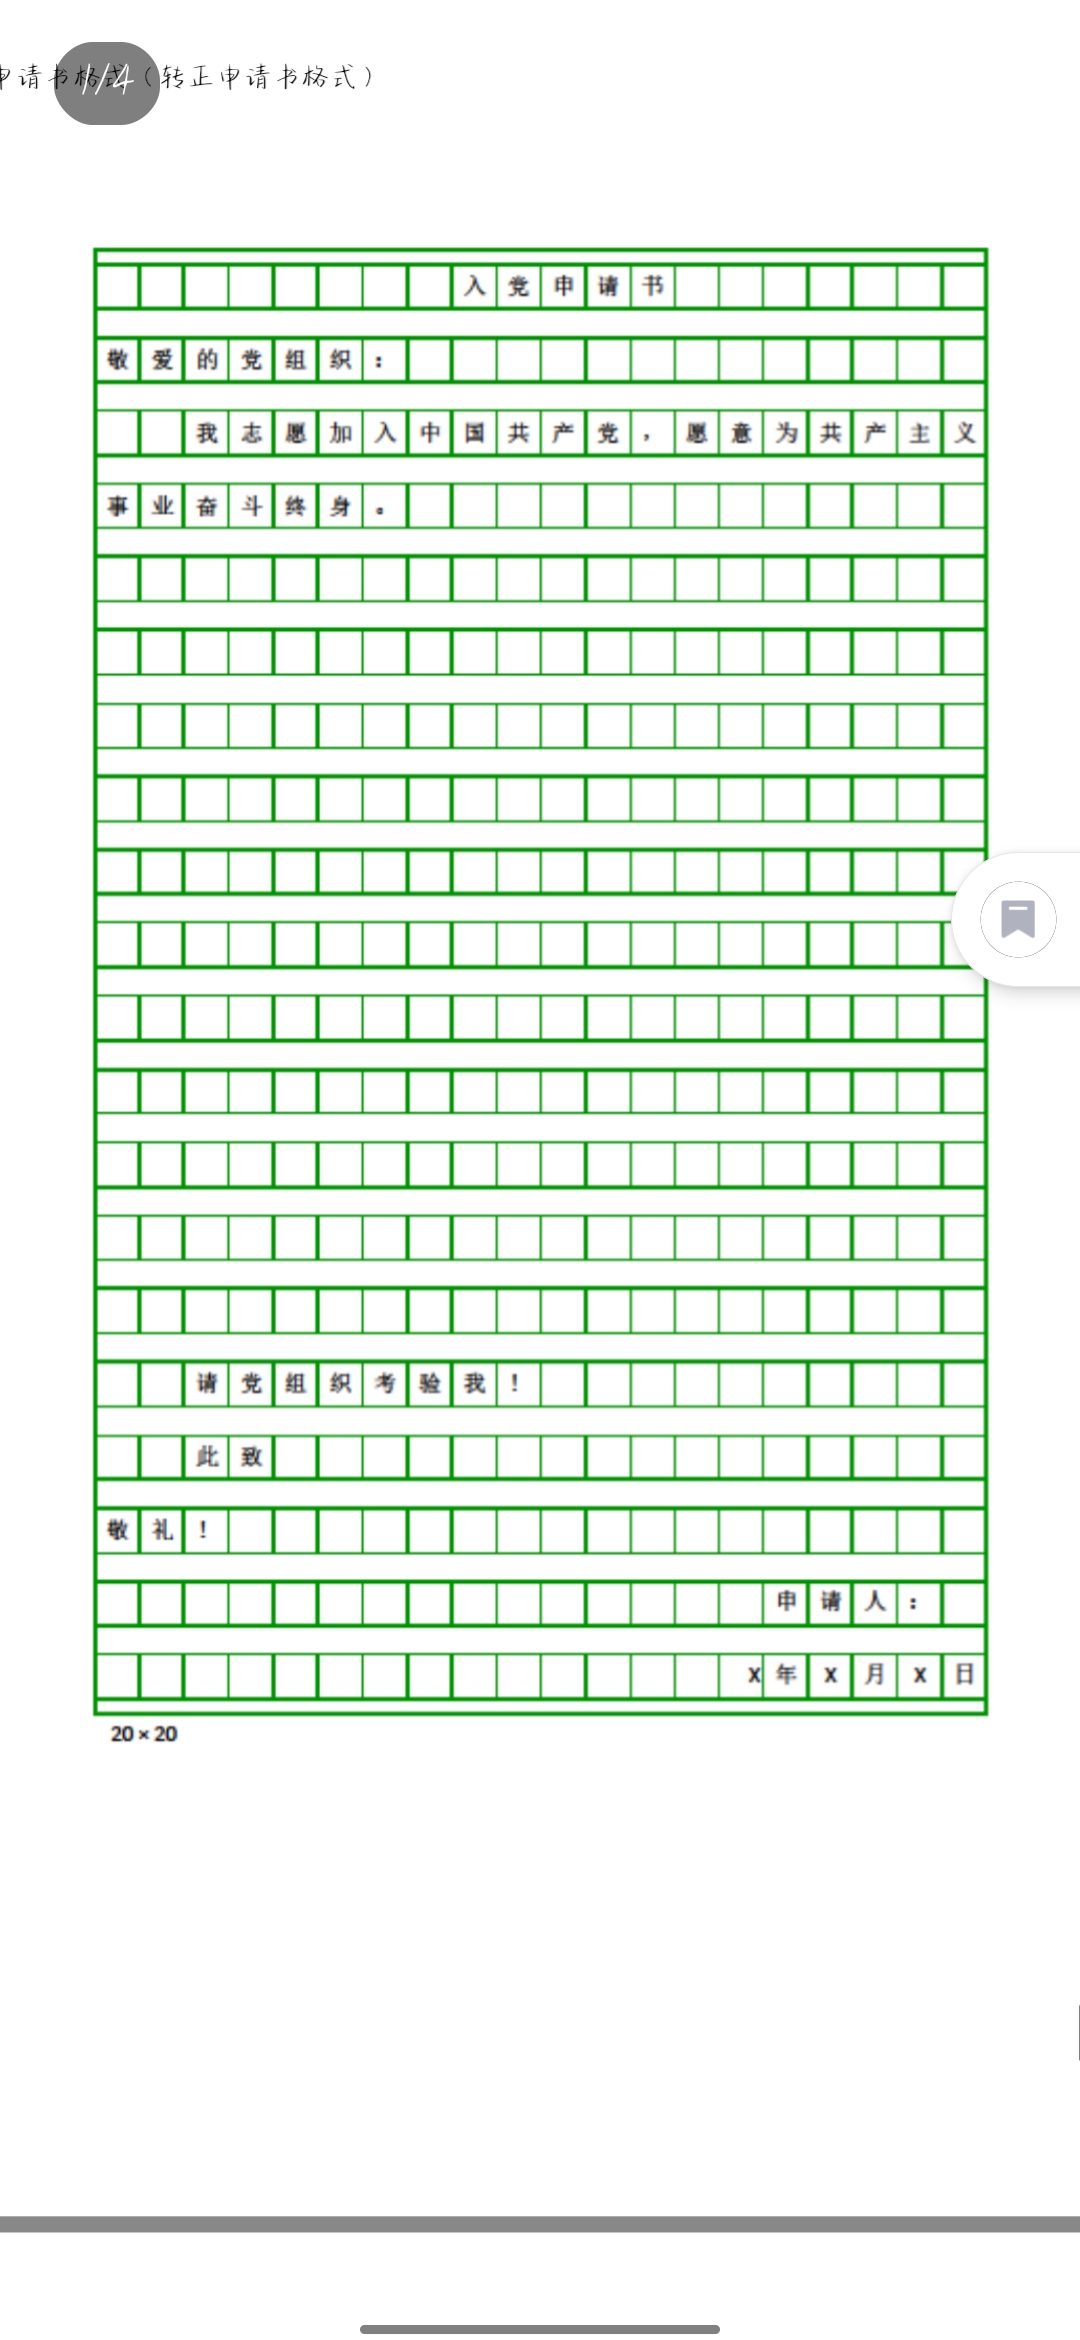 申请书格式（转正申请书格式）
1/4
入党申请书
敬爱的党组织：
我志愿加入中国共产党，愿意为共产主义
事业奋斗终身。
请党组织考验我！
此致
敬礼！
申请人：
X年X月X日
20×20